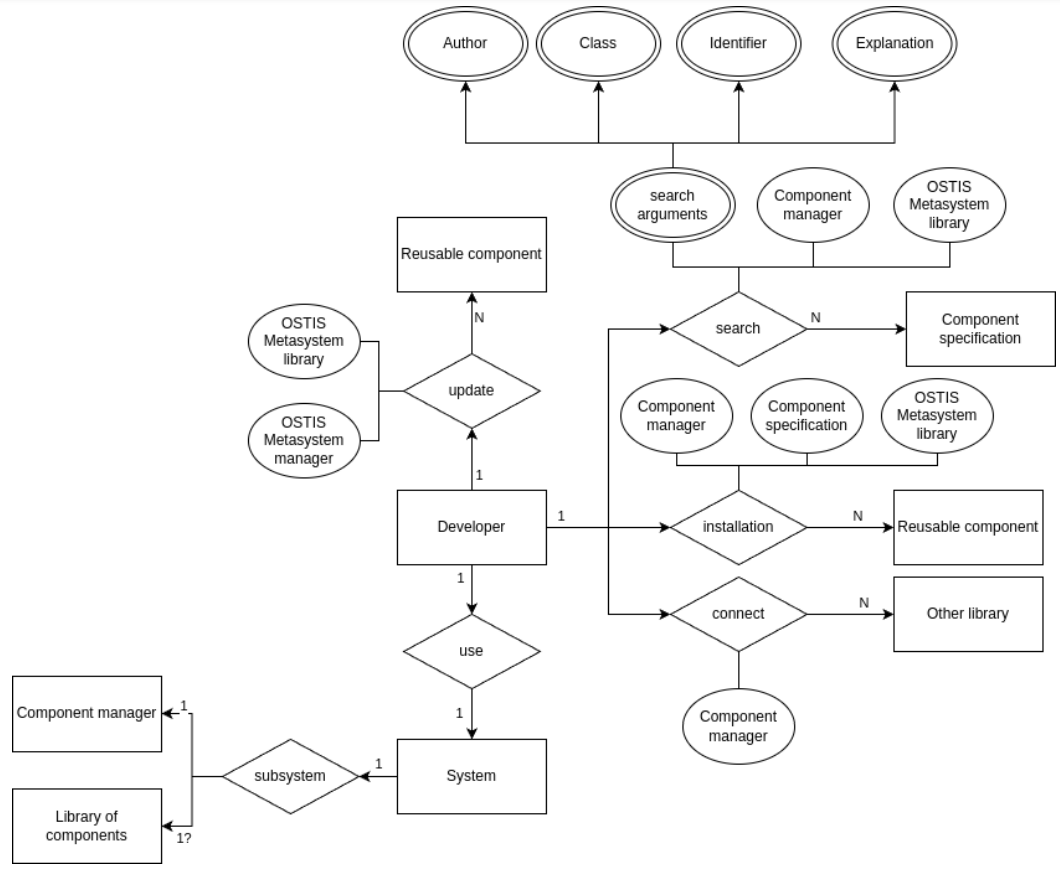 Author
Class
Identifier
Explanation
search
arguments
Component
manager
OSTIS
Metasystem
library
Reusable component
N
OSTIS
Metasystem
library
update
OSTIS
Metasystem
manager
1
search
N
Component
specification
Component
manager
Component
specification
OSTIS
Metasystem
library
Developer
1
installation
N
Reusable component
1
connect
N
Other library
use
Component
manager
1
Component manager
1
System
1
subsystem
Library of
components
1?